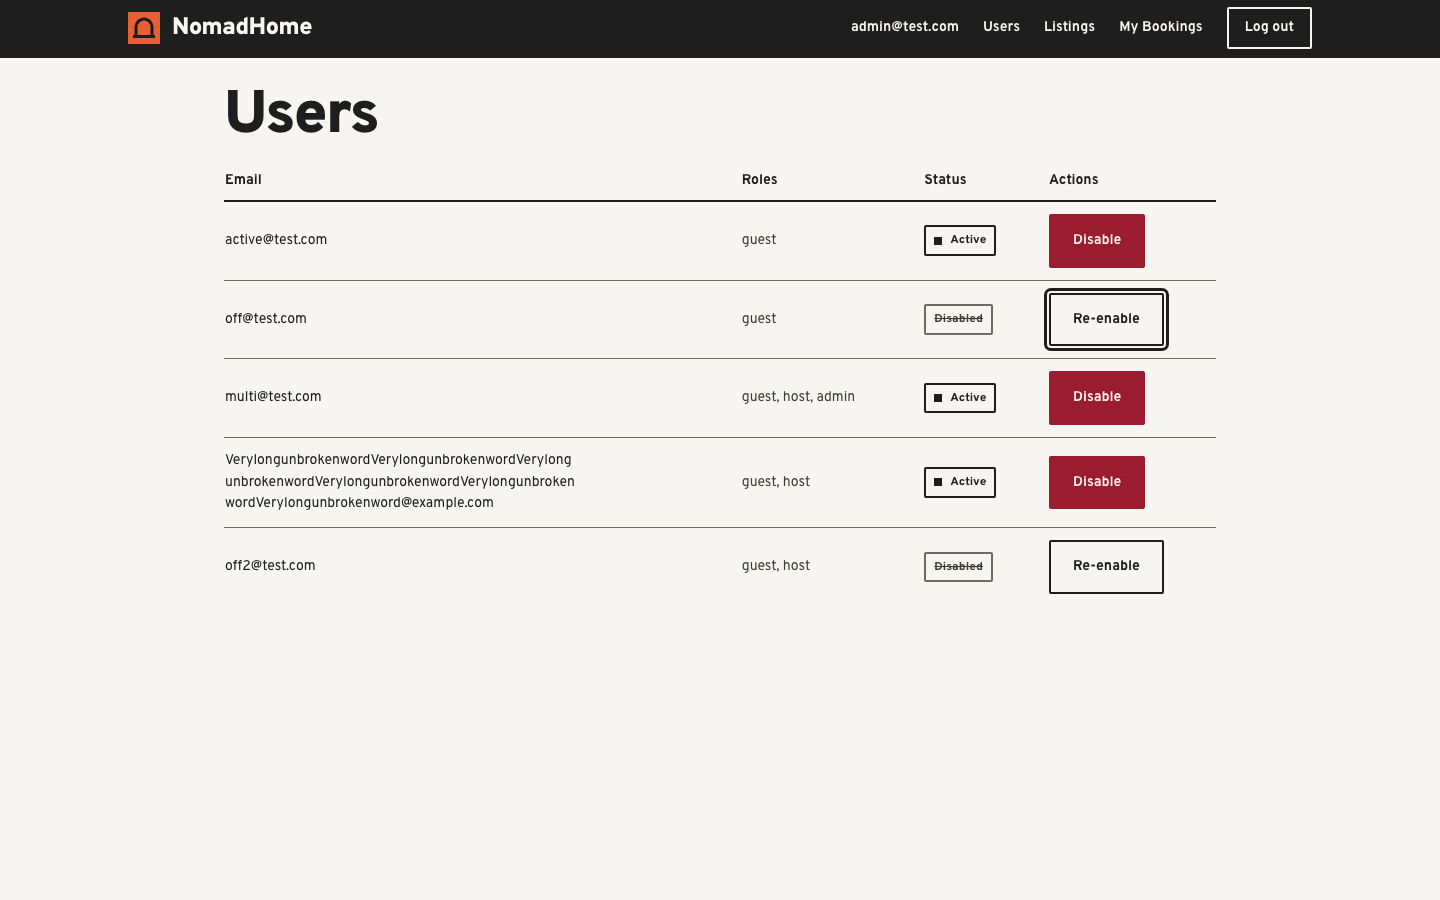 NomadHome
admin@test.com Users Listings My Bookings Log out
Users
Email Roles Status Actions
active@test.com guest Active Disable
off@test.com guest Disabled Re-enable
multi@test.com guest, host, admin Active Disable
VerylongunbrokenwordVerylongunbrokenwordVerylong
unbrokenwordVerylongunbrokenwordVerylongunbroken
wordVerylongunbrokenword@example.com
guest, host Active Disable
off2@test.com guest, host Disabled Re-enable